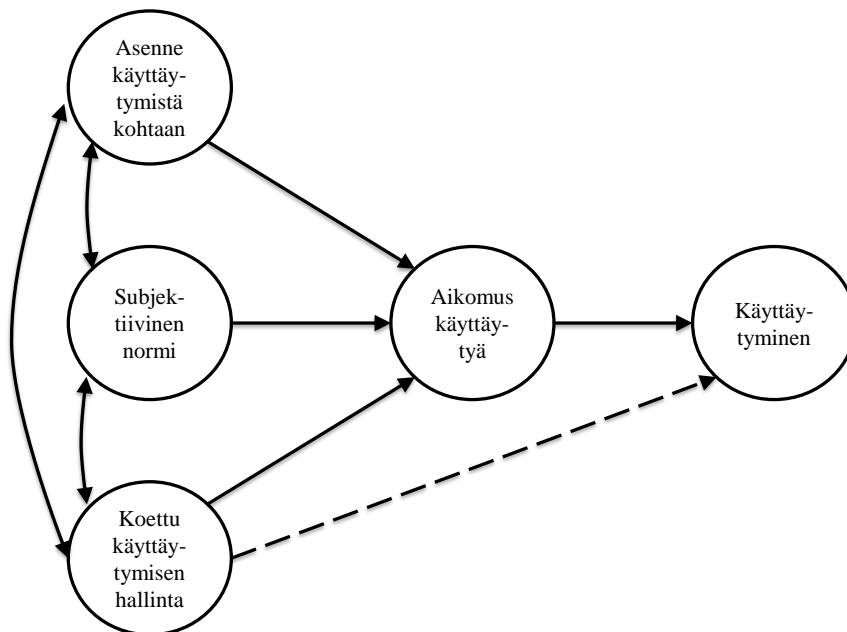 Asenne
käyttäy-
tymistä
kohtaan
Subjek-
tiivinen
normi
Aikomus
käyttäy-
tyä
Käyttäy-
tyminen
Koettu
käyttäy-
tymisen
hallinta